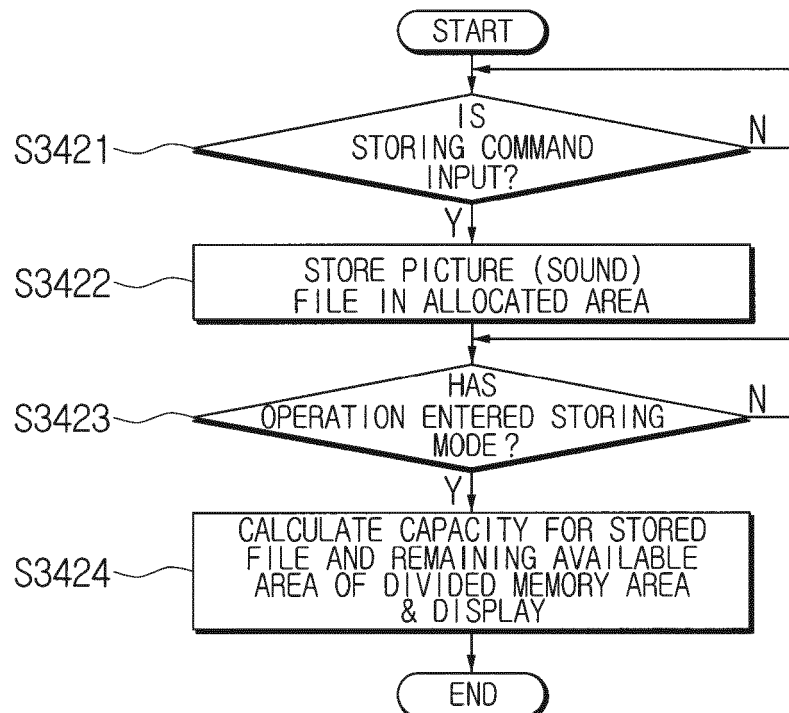 START
IS
STORING COMMAND
INPUT?
N
S3421
Y
STORE PICTURE (SOUND)
FILE IN ALLOCATED AREA
S3422
HAS
OPERATION ENTERED STORING
MODE?
N
S3423
Y
CALCULATE CAPACITY FOR STORED
FILE AND REMAINING AVAILABLE
AREA OF DIVIDED MEMORY AREA
& DISPLAY
S3424
END